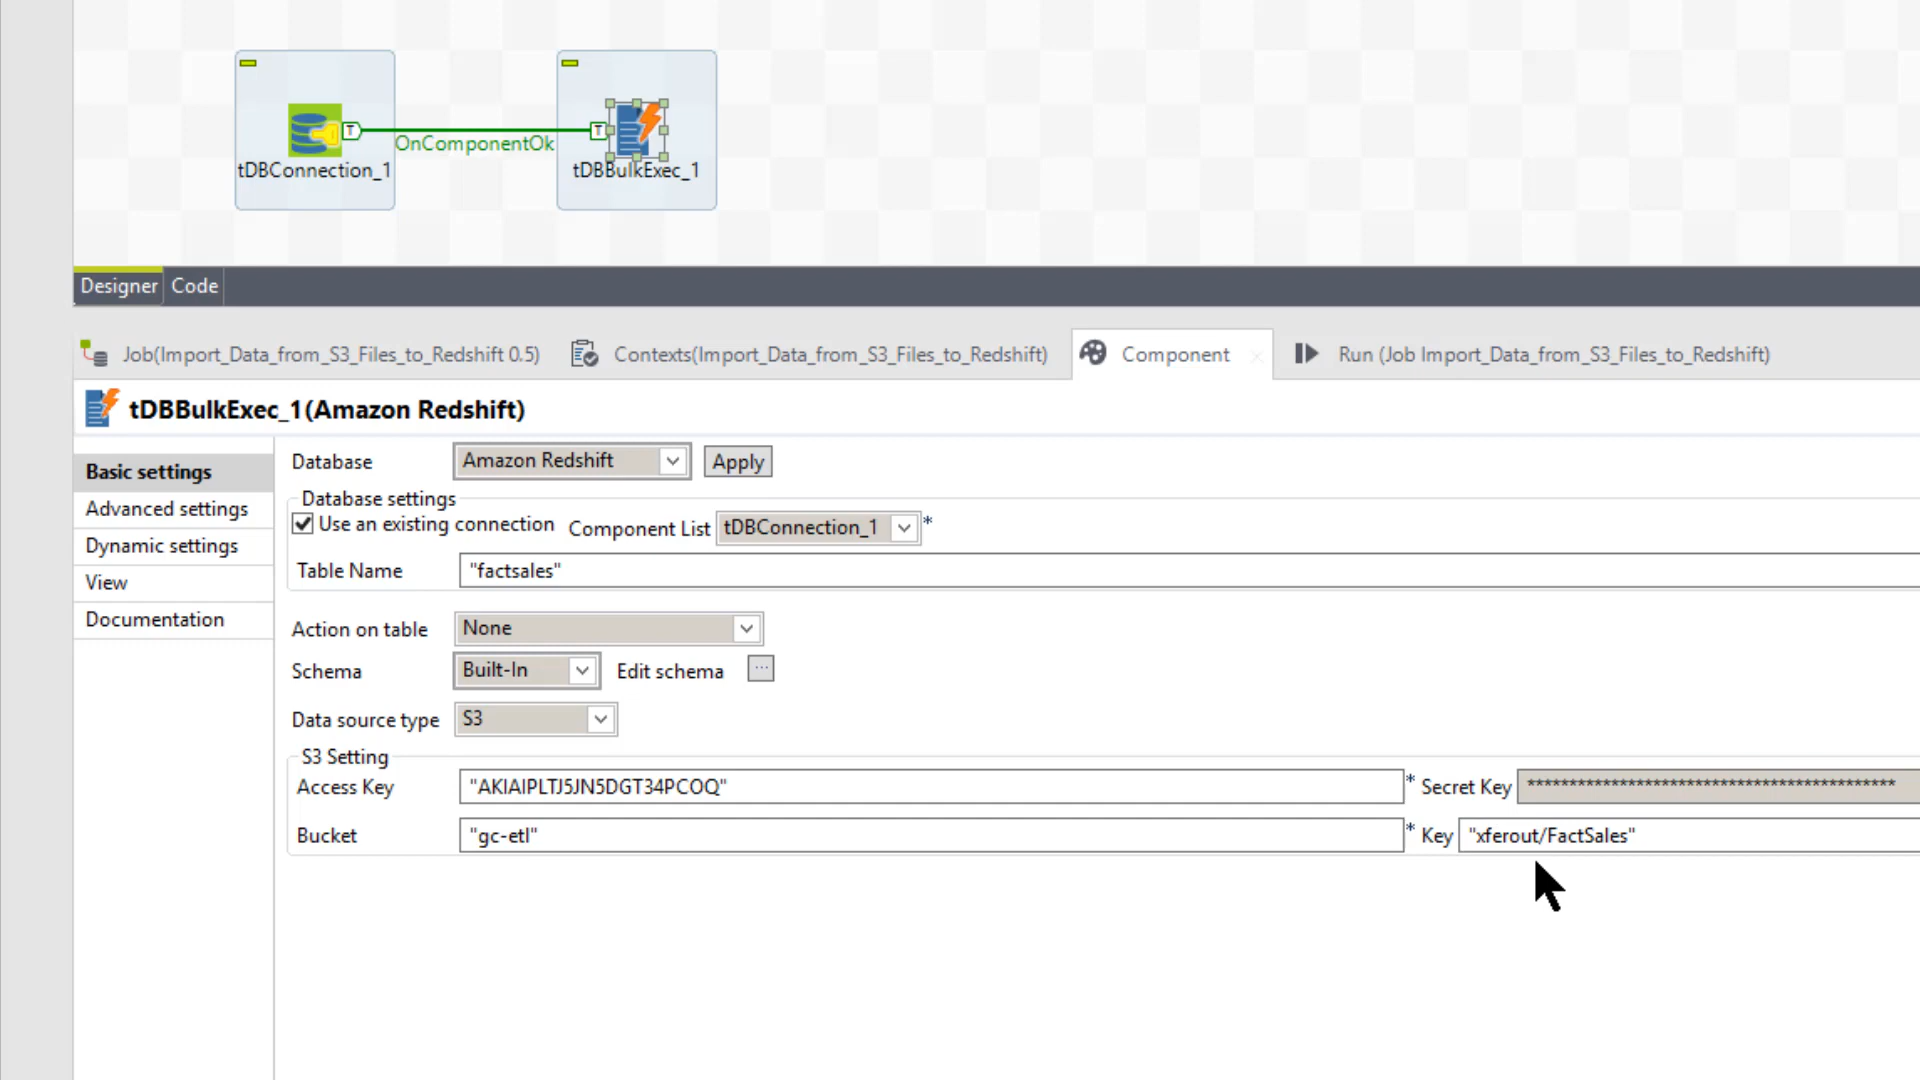 T
T
OnComponentOk
tDBConnection_1
tDBBulkExec_1
Designer
Code
Job(Import_Data_from_S3_Files_to_Redshift 0.5)
Contexts(Import_Data_from_S3_Files_to_Redshift)
Component
Run (Job Import_Data_from_S3_Files_to_Redshift)
tDBBulkExec_1(Amazon Redshift)
Basic settings
Advanced settings
Dynamic settings
View
Documentation
Database
Amazon Redshift
Apply
Database settings
Use an existing connection
Component List
tDBConnection_1
*
Table Name
"factsales"
Action on table
None
Schema
Built-In
Edit schema
...
Data source type
S3
S3 Setting
Access Key
"AKIAIPLTJ5JN5DGT34PCOQ"
* Secret Key
********************************************
Bucket
"gc-etl"
* Key
"xferout/FactSales"